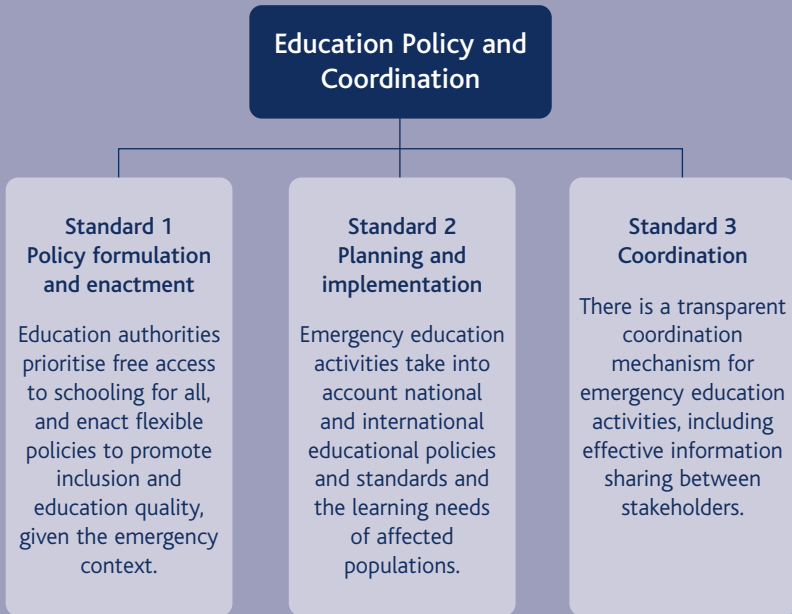 Education Policy and
Coordination
Standard 1
Policy formulation
and enactment
Education authorities
prioritise free access
to schooling for all,
and enact flexible
policies to promote
inclusion and
education quality,
given the emergency
context.
Standard 2
Planning and
implementation
Emergency education
activities take into
account national
and international
educational policies
and standards and
the learning needs
of affected
populations.
Standard 3
Coordination
There is a transparent
coordination
mechanism for
emergency education
activities, including
effective information
sharing between
stakeholders.